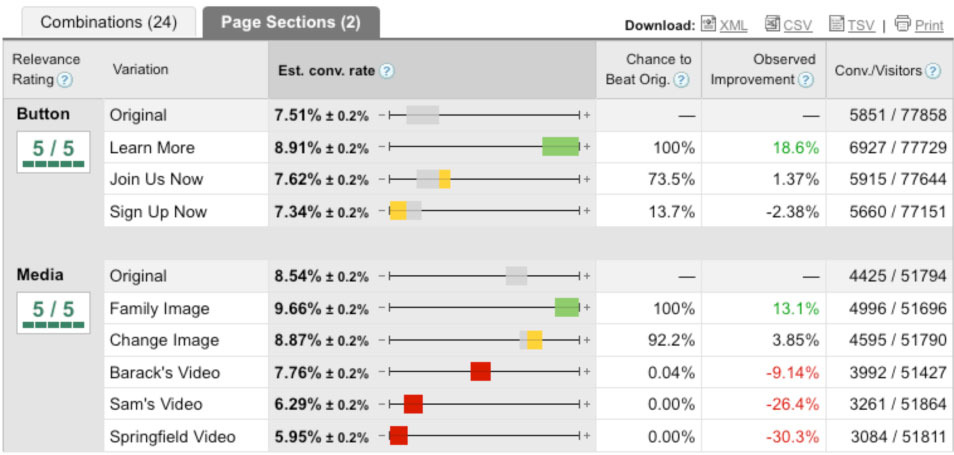 Combinations (24) Page Sections (2) Download: XML CSV TSV | Print
Relevance Rating ? Variation Est. conv. rate ? Chance to Beat Orig. ? Observed Improvement ? Conv./Visitors ?
Button Original 7.51% ± 0.2% — — 5851 / 77858
5 / 5 Learn More 8.91% ± 0.2% 100% 18.6% 6927 / 77729
Join Us Now 7.62% ± 0.2% 73.5% 1.37% 5915 / 77644
Sign Up Now 7.34% ± 0.2% 13.7% -2.38% 5660 / 77151
Media Original 8.54% ± 0.2% — — 4425 / 51794
5 / 5 Family Image 9.66% ± 0.2% 100% 13.1% 4996 / 51696
Change Image 8.87% ± 0.2% 92.2% 3.85% 4595 / 51790
Barack's Video 7.76% ± 0.2% 0.04% -9.14% 3992 / 51427
Sam's Video 6.29% ± 0.2% 0.00% -26.4% 3261 / 51864
Springfield Video 5.95% ± 0.2% 0.00% -30.3% 3084 / 51811